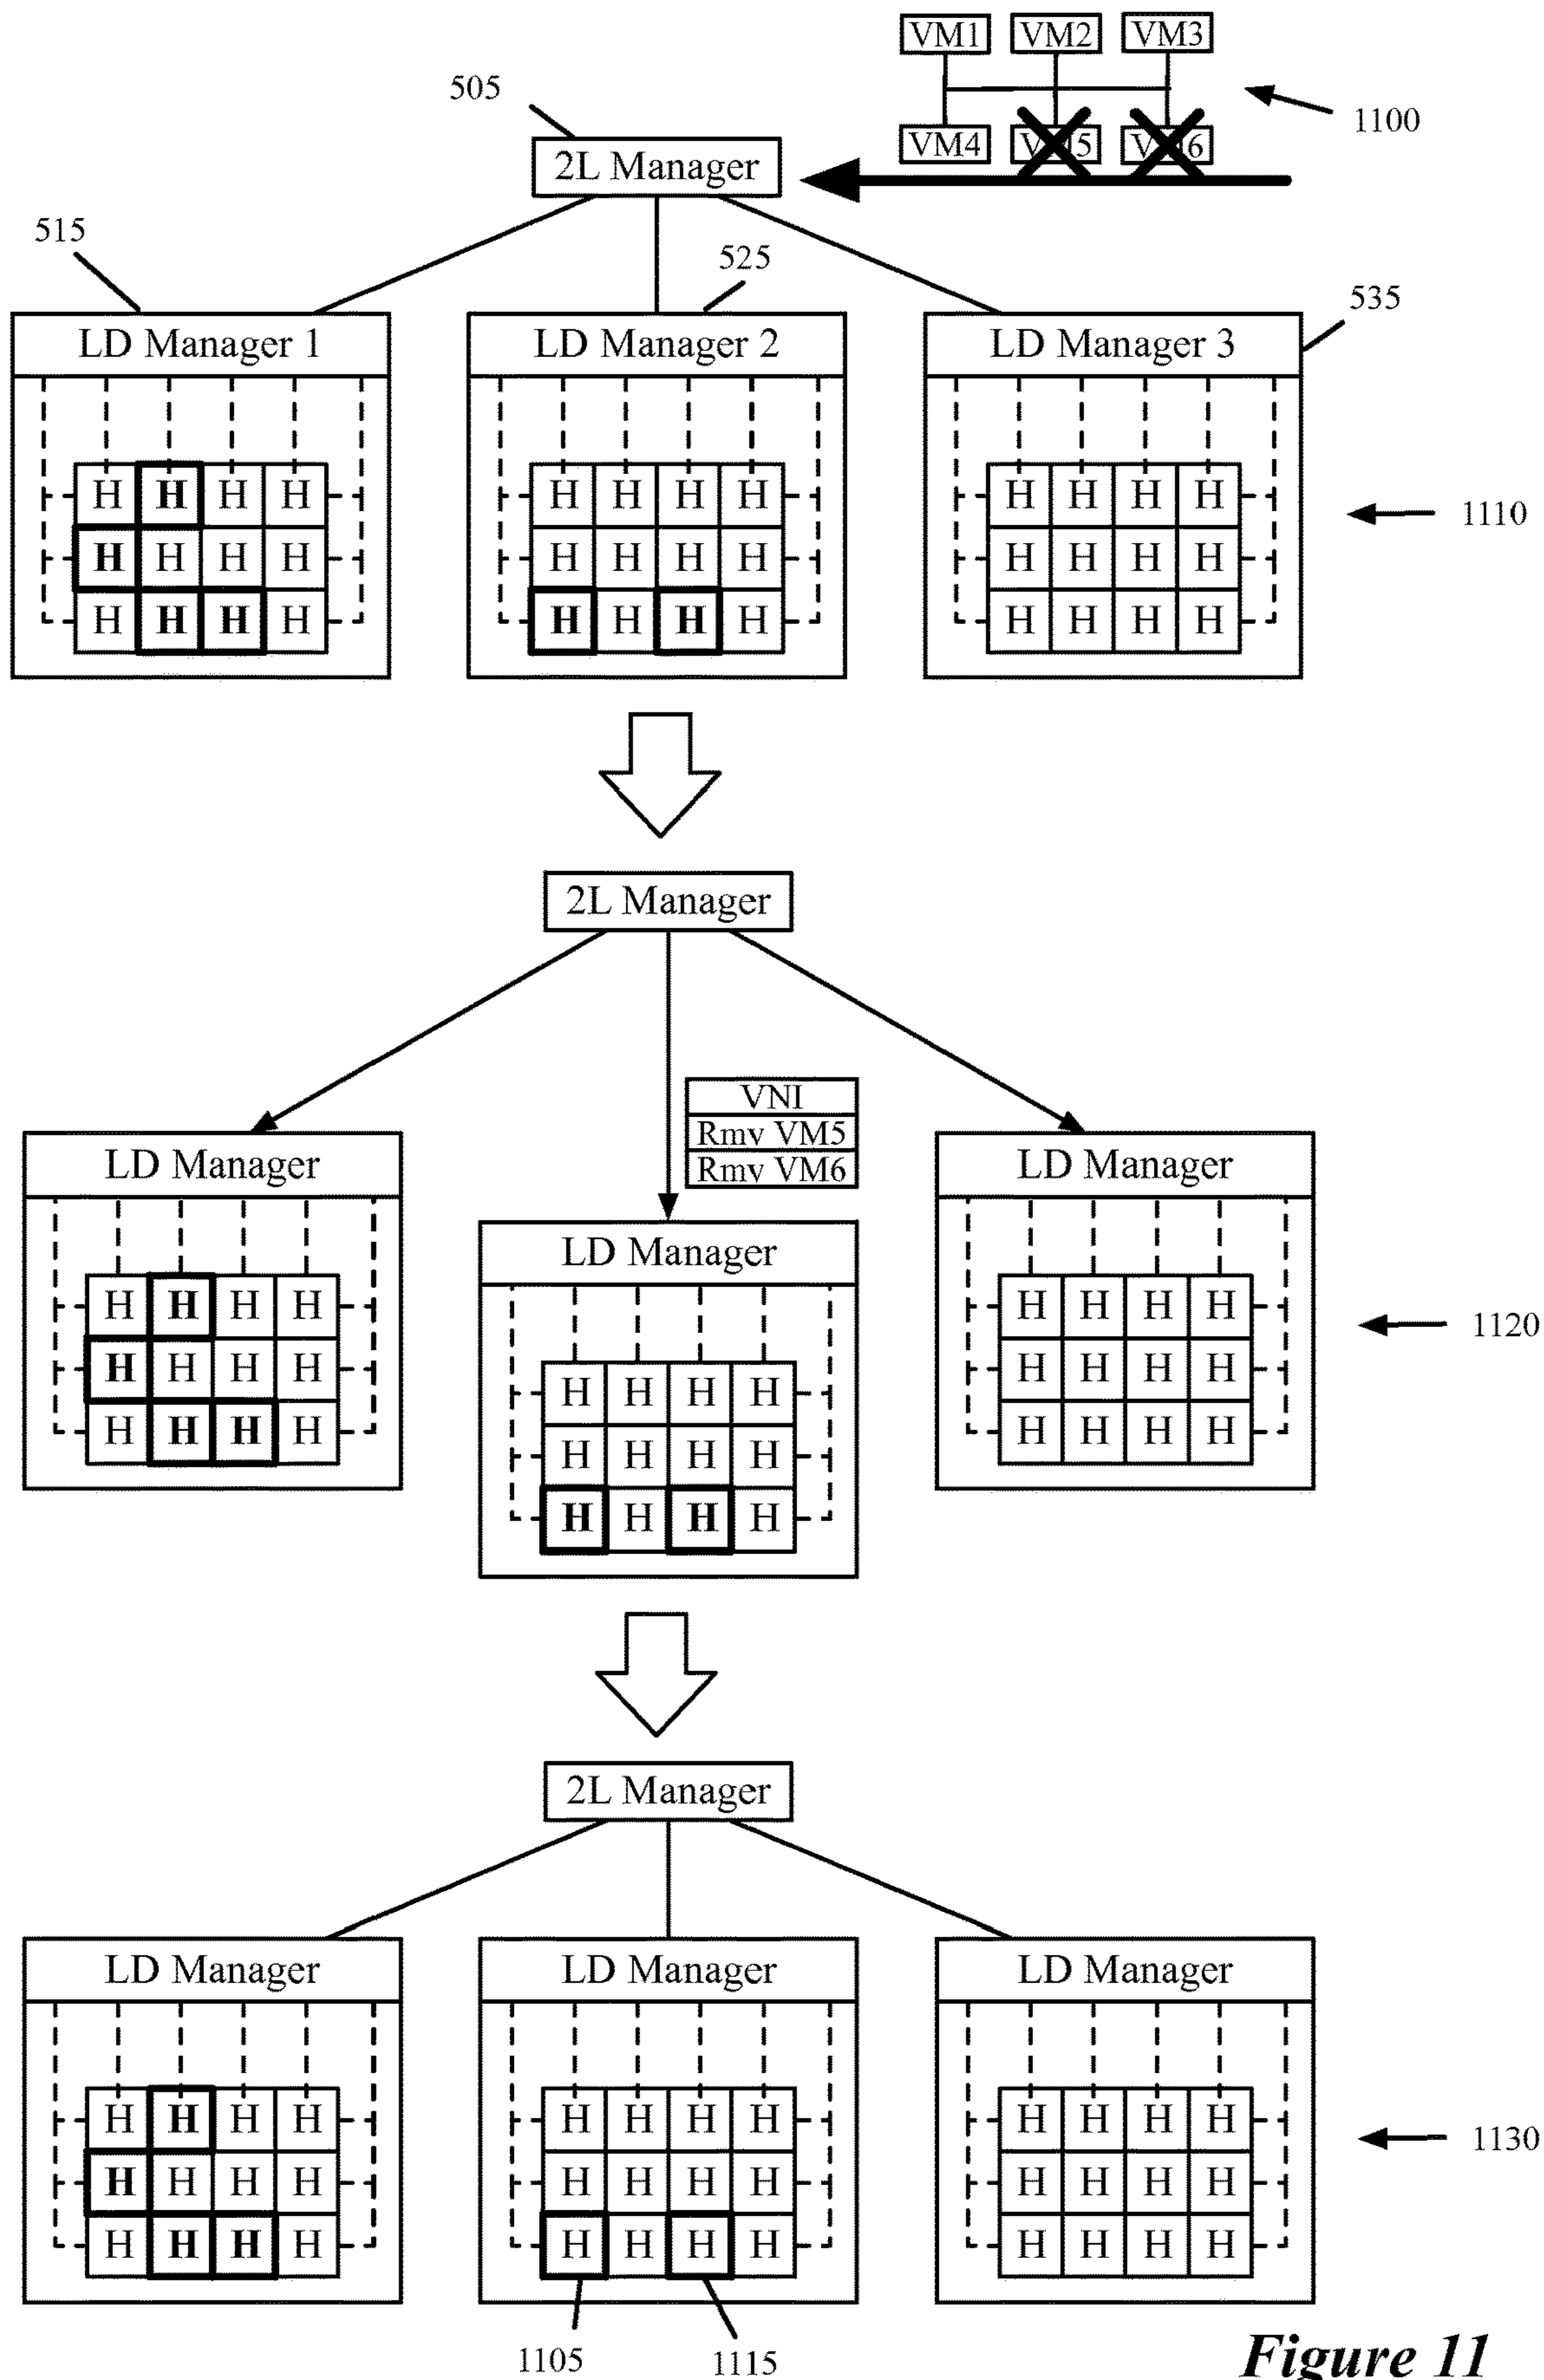 VM1 VM2 VM3
505
1100
VM4 VM5 VM6
2L Manager
515
525
535
LD Manager 1 LD Manager 2 LD Manager 3
H H H H H H H H H H H H
1110
H H H H H H H H H H H H
H H H H H H H H H H H H
2L Manager
VNI
Rmv VM5
Rmv VM6
LD Manager LD Manager
LD Manager
H H H H H H H H
1120
H H H H H H H H
H H H H
H H H H H H H H
H H H H
H H H H
2L Manager
LD Manager LD Manager LD Manager
H H H H H H H H H H H H
1130
H H H H H H H H H H H H
H H H H H H H H H H H H
1105 1115
Figure 11